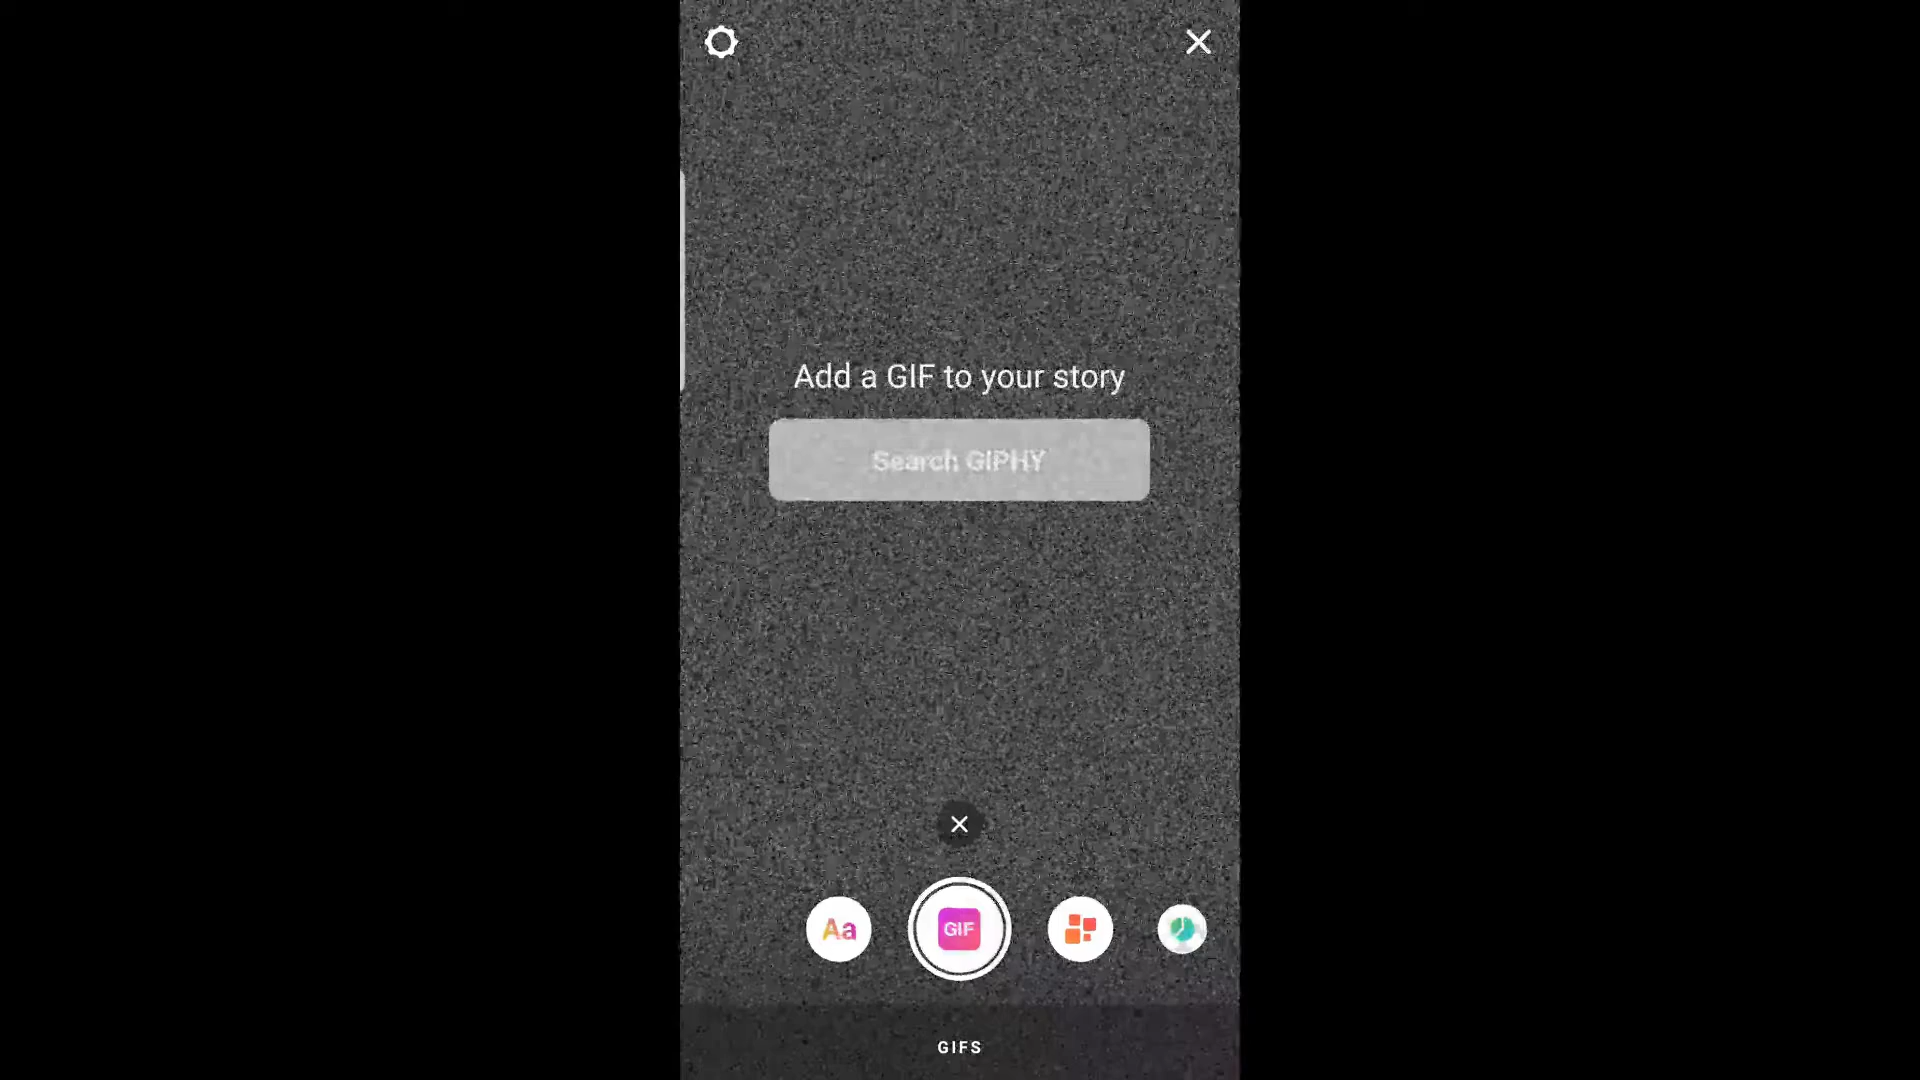 Add a GIF to your story
Search GIPHY
Aa
GIF
GIFS